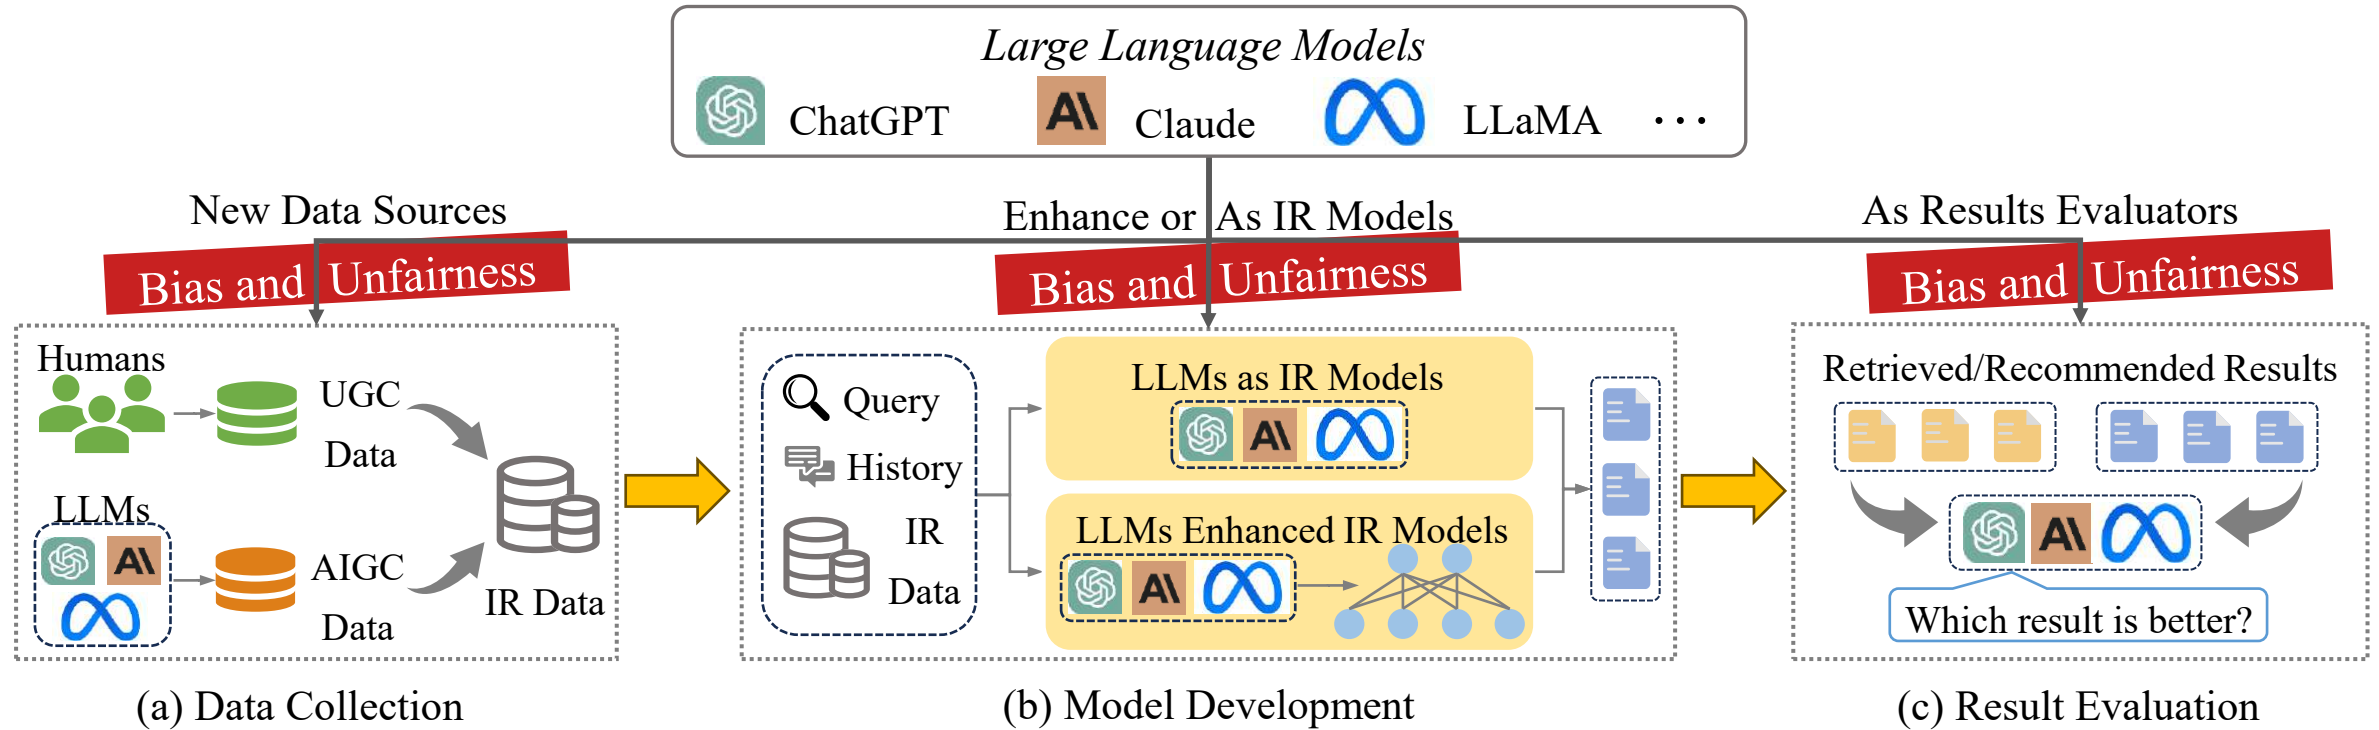 Large Language Models
ChatGPT
Claude
LLaMA
...
New Data Sources
Enhance or As IR Models
As Results Evaluators
Bias and Unfairness
Bias and Unfairness
Bias and Unfairness
Humans
UGC
Data
LLMs
AIGC
Data
IR Data
(a) Data Collection
Query
History
IR
Data
LLMs as IR Models
LLMs Enhanced IR Models
(b) Model Development
Retrieved/Recommended Results
Which result is better?
(c) Result Evaluation